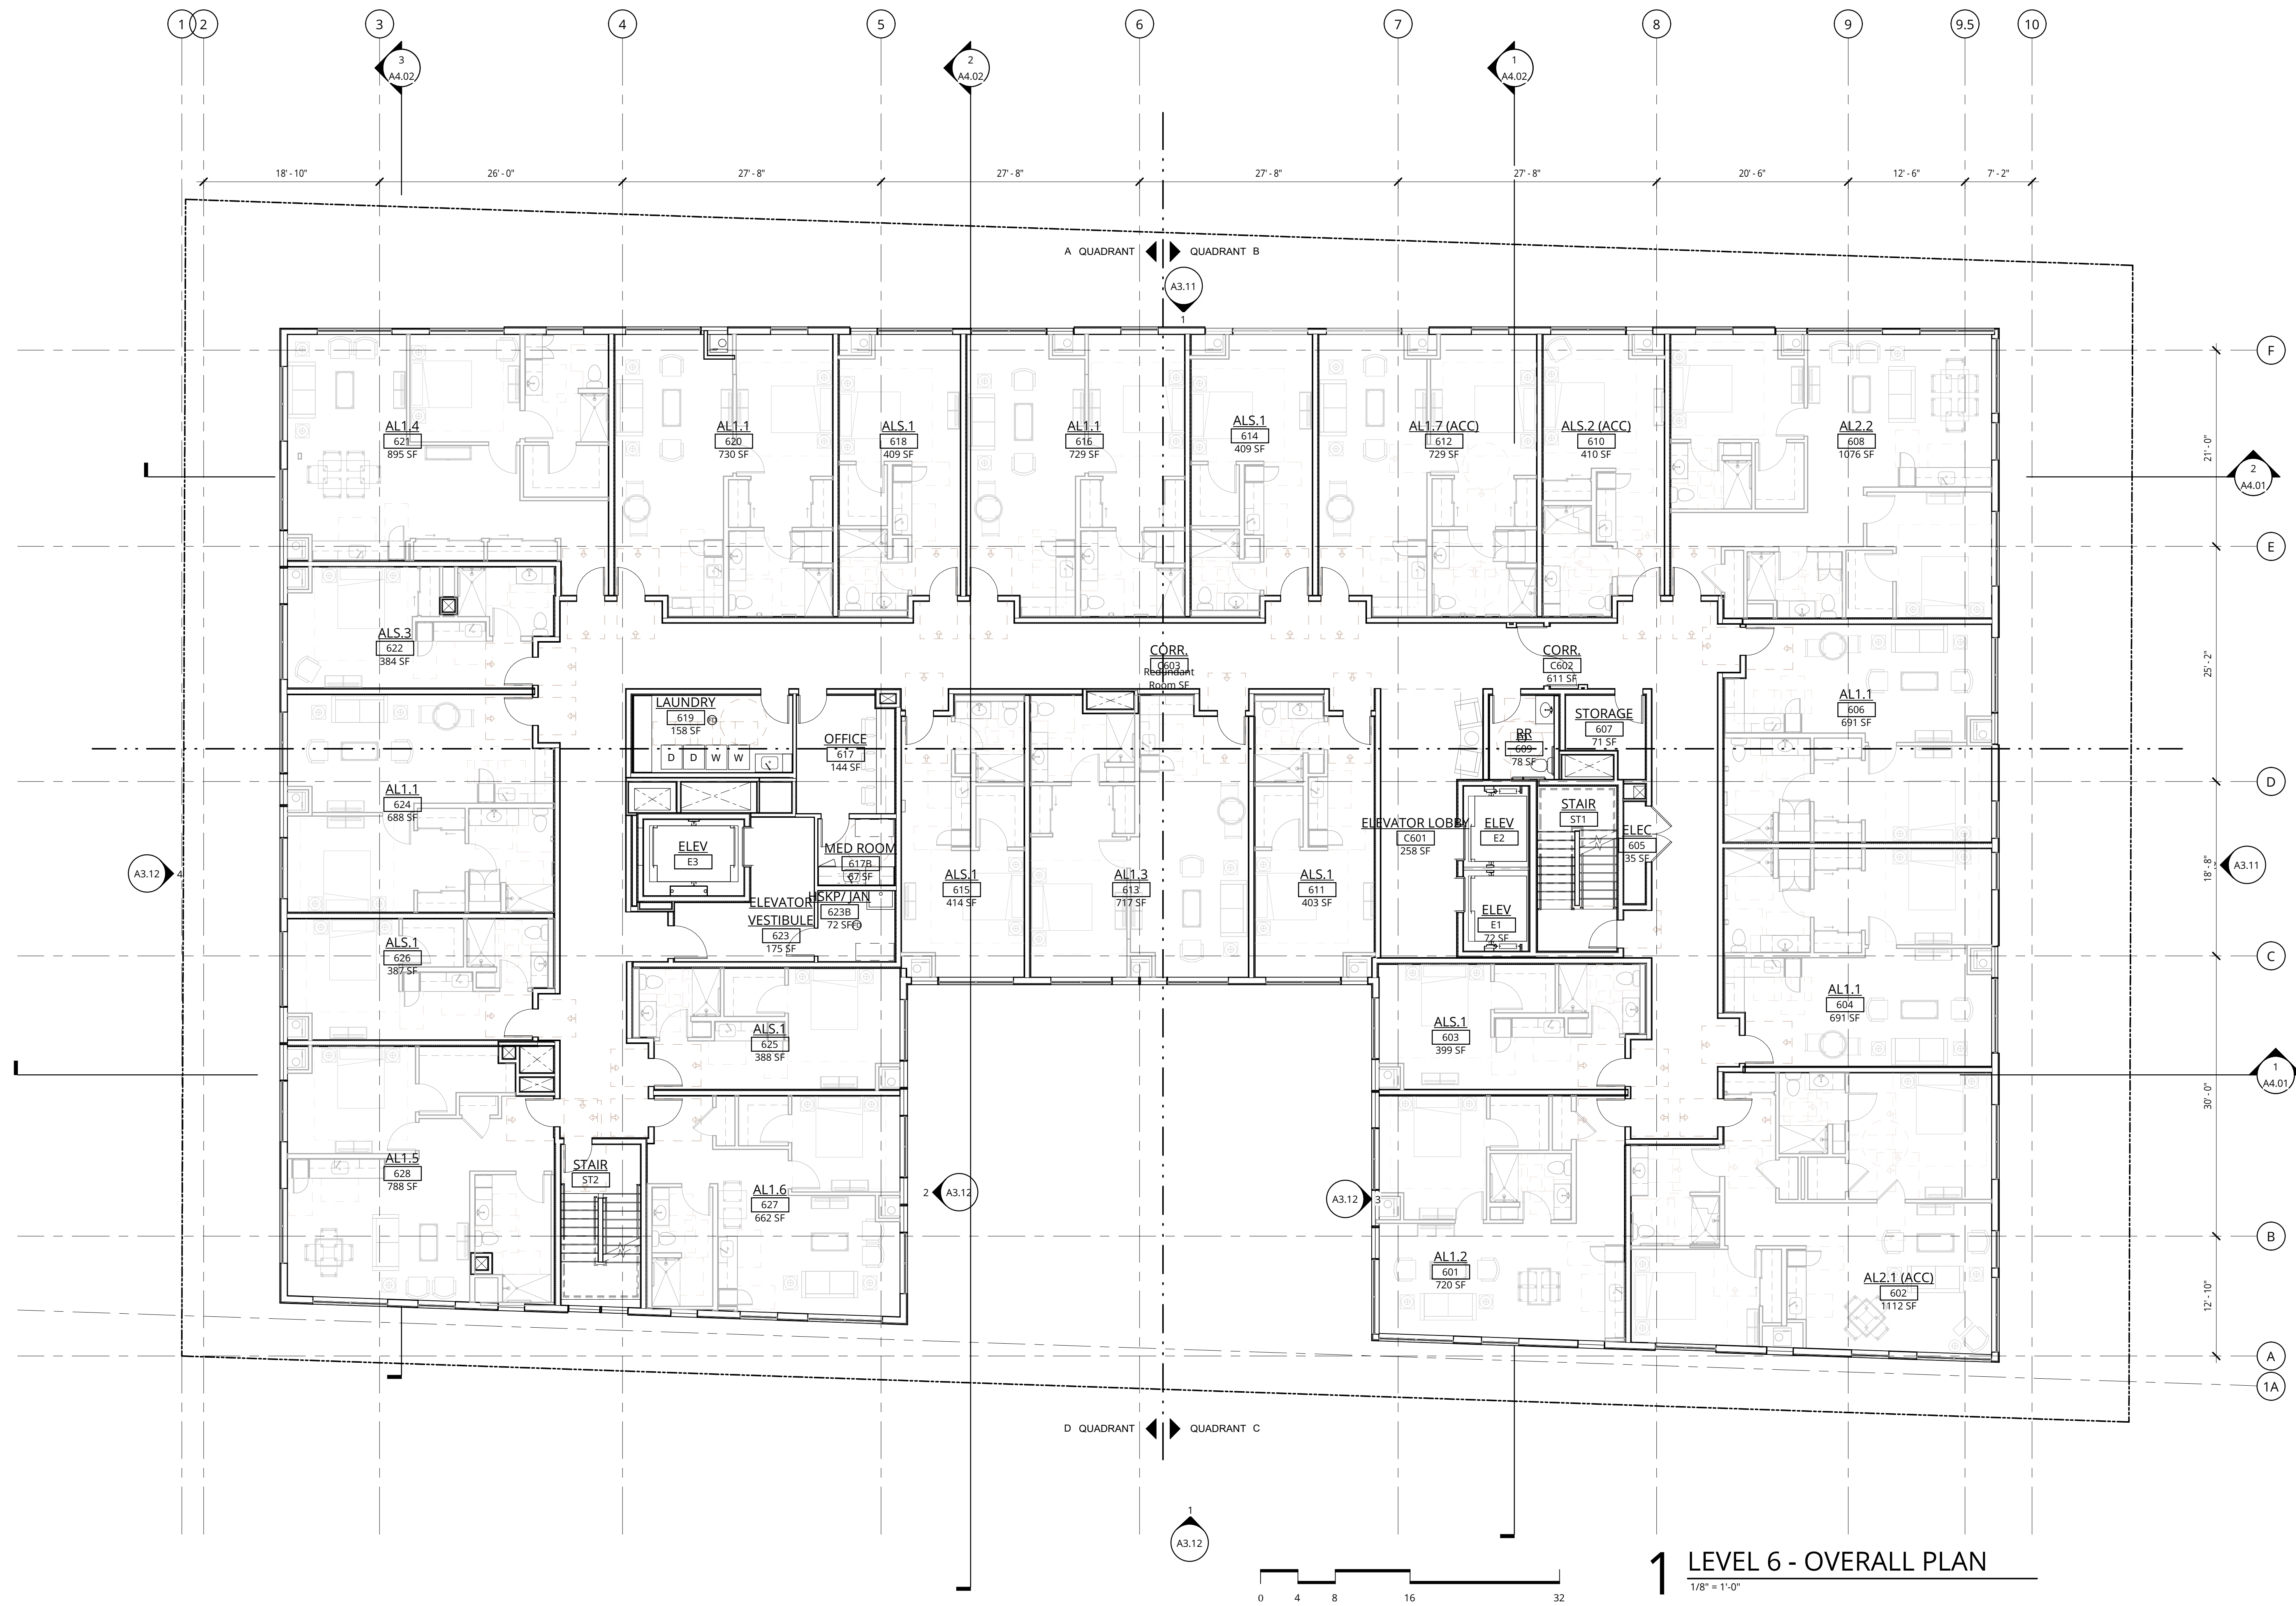 1 2 3 4 5 6 7 8 9 9.5 10
3
A4.02
2
A4.02
1
A4.02
18' - 10" 26' - 0" 27' - 8" 27' - 8" 27' - 8" 27' - 8" 20' - 6" 12' - 6" 7' - 2"
A QUADRANT QUADRANT B
A3.11
1
F
AL1.4
621
895 SF
AL1.1
620
730 SF
ALS.1
618
409 SF
AL1.1
616
729 SF
ALS.1
614
409 SF
AL1.7 (ACC)
612
729 SF
ALS.2 (ACC)
610
410 SF
AL2.2
608
1076 SF
21' - 0"
2
A4.01
E
ALS.3
622
384 SF
CORR.
C603
Redundant
Room SF
CORR.
C602
611 SF
25' - 2"
AL1.1
606
691 SF
LAUNDRY
619
158 SF
D D W W
OFFICE
617
144 SF
RR
609
78 SF
STORAGE
607
71 SF
D
AL1.1
624
688 SF
ELEV
E3
MED ROOM
617B
67 SF
ELEVATOR LOBBY
C601
258 SF
ELEV
E2
STAIR
ST1
ELEC
605
35 SF
A3.12 4
18' - 8"
A3.11
HSKP/ JAN
623B
72 SF
FD
ELEVATOR
VESTIBULE
623
175 SF
ALS.1
615
414 SF
AL1.3
613
717 SF
ALS.1
611
403 SF
ELEV
E1
72 SF
ALS.1
626
387 SF
C
AL1.1
604
691 SF
ALS.1
625
388 SF
ALS.1
603
399 SF
1
A4.01
30' - 0"
AL1.5
628
788 SF
STAIR
ST2
AL1.6
627
662 SF
2 A3.12
A3.12 3
B
AL1.2
601
720 SF
AL2.1 (ACC)
602
1112 SF
12' - 10"
A
1A
D QUADRANT QUADRANT C
1
A3.12
0 4 8 16 32
1 LEVEL 6 - OVERALL PLAN
1/8" = 1'-0"